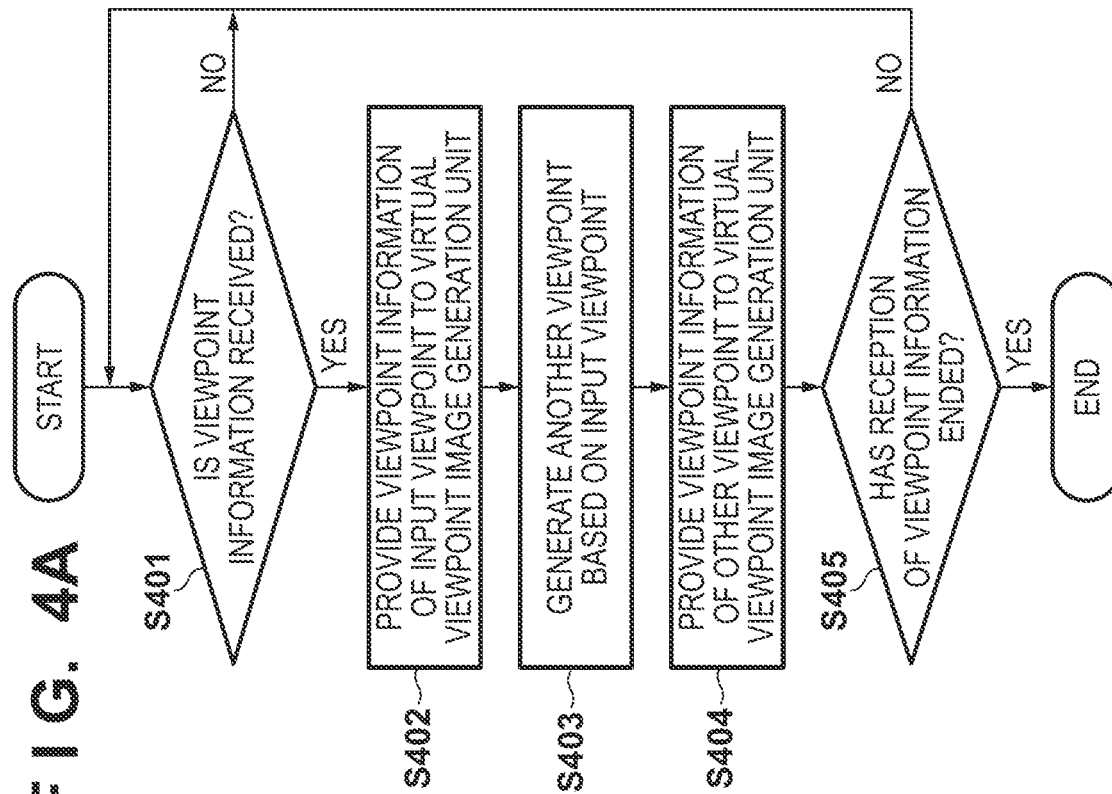 FIG. 4A
START
S401
IS VIEWPOINT
INFORMATION RECEIVED?
NO
YES
S402
PROVIDE VIEWPOINT INFORMATION
OF INPUT VIEWPOINT TO VIRTUAL
VIEWPOINT IMAGE GENERATION UNIT
S403
GENERATE ANOTHER VIEWPOINT
BASED ON INPUT VIEWPOINT
S404
PROVIDE VIEWPOINT INFORMATION
OF OTHER VIEWPOINT TO VIRTUAL
VIEWPOINT IMAGE GENERATION UNIT
S405
HAS RECEPTION
OF VIEWPOINT INFORMATION
ENDED?
NO
YES
END